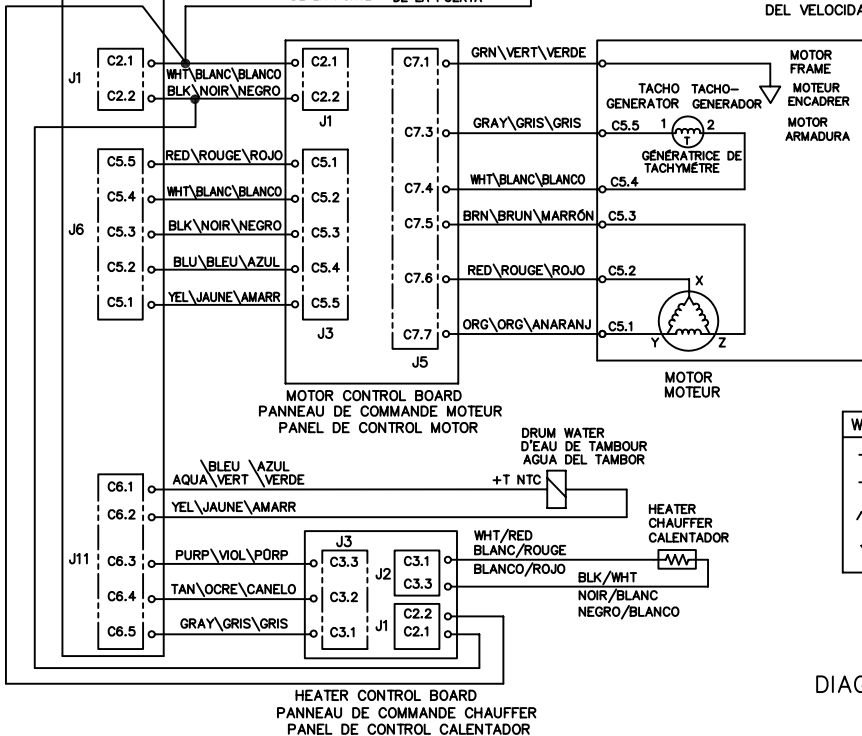 DE LA PUERTA
DEL VELOCIDA
J1
C2.1
C2.2
WHT\BLANC\BLANCO
BLK\NOIR\NEGRO
C2.1
C2.2
J1
J6
C5.5
C5.4
C5.3
C5.2
C5.1
RED\ROUGE\ROJO
WHT\BLANC\BLANCO
BLK\NOIR\NEGRO
BLU\BLEU\AZUL
YEL\JAUNE\AMARR
C5.1
C5.2
C5.3
C5.4
C5.5
J3
C7.1
C7.3
C7.4
C7.5
C7.6
C7.7
J5
GRN\VERT\VERDE
GRAY\GRIS\GRIS
WHT\BLANC\BLANCO
BRN\BRUN\MARRÓN
RED\ROUGE\ROJO
ORG\ORG\ANARANJ
C5.5
C5.4
C5.3
C5.2
C5.1
TACHO GENERATOR
TACHO-GENERADOR
1
2
T
GÉNÉRATRICE DE
TACHYMÉTRE
MOTOR
FRAME
MOTEUR
ENCADRER
MOTOR
ARMADURA
X
Y
Z
MOTOR
MOTEUR
MOTOR CONTROL BOARD
PANNEAU DE COMMANDE MOTEUR
PANEL DE CONTROL MOTOR
W
J11
C6.1
C6.2
C6.3
C6.4
C6.5
\BLEU \AZUL
AQUA\VERT \VERDE
YEL\JAUNE\AMARR
PURP\VIOL\PÚRP
TAN\OCRE\CANELO
GRAY\GRIS\GRIS
DRUM WATER
D'EAU DE TAMBOUR
AGUA DEL TAMBOR
+T NTC
J3
C3.3
C3.2
C3.1
J2
C3.1
C3.3
J1
C2.2
C2.1
WHT/RED
BLANC/ROUGE
BLANCO/ROJO
BLK/WHT
NOIR/BLANC
NEGRO/BLANCO
HEATER
CHAUFFER
CALENTADOR
HEATER CONTROL BOARD
PANNEAU DE COMMANDE CHAUFFER
PANEL DE CONTROL CALENTADOR
DIAG